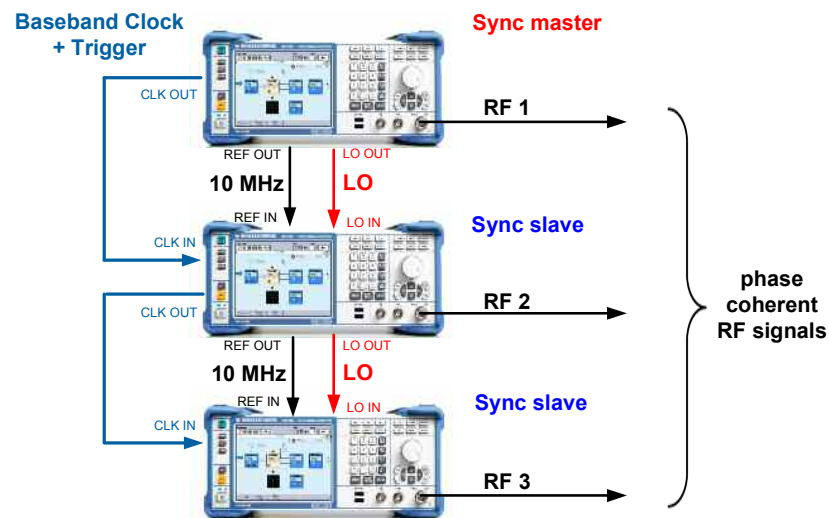 Baseband Clock
+ Trigger
Sync master
CLK OUT
RF 1
REF OUT
LO OUT
10 MHz
LO
REF IN
LO IN
Sync slave
CLK IN
CLK OUT
RF 2
phase
coherent
RF signals
REF OUT
LO OUT
10 MHz
LO
REF IN
LO IN
Sync slave
CLK IN
RF 3